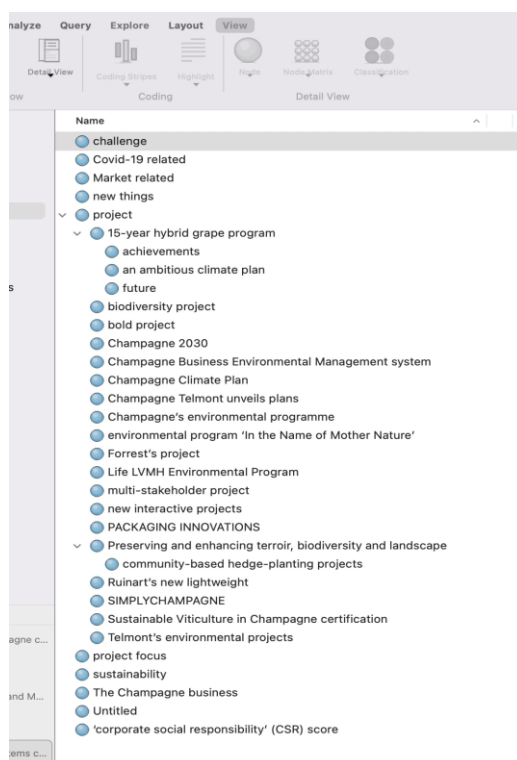 nalyze Query Explore Layout View
Detail View Coding Stripes Highlight Node Node Matrix Classification
ow Coding Detail View
Name
challenge
Covid-19 related
Market related
new things
project
15-year hybrid grape program
achievements
an ambitious climate plan
s future
biodiversity project
bold project
Champagne 2030
Champagne Business Environmental Management system
Champagne Climate Plan
Champagne Telmont unveils plans
Champagne's environmental programme
environmental program 'In the Name of Mother Nature'
Forrest's project
Life LVMH Environmental Program
multi-stakeholder project
new interactive projects
PACKAGING INNOVATIONS
Preserving and enhancing terroir, biodiversity and landscape
community-based hedge-planting projects
Ruinart's new lightweight
SIMPLYCHAMPAGNE
Sustainable Viticulture in Champagne certification
agne c... Telmont's environmental projects
project focus
sustainability
and M... The Champagne business
Untitled
'corporate social responsibility' (CSR) score
tems c...